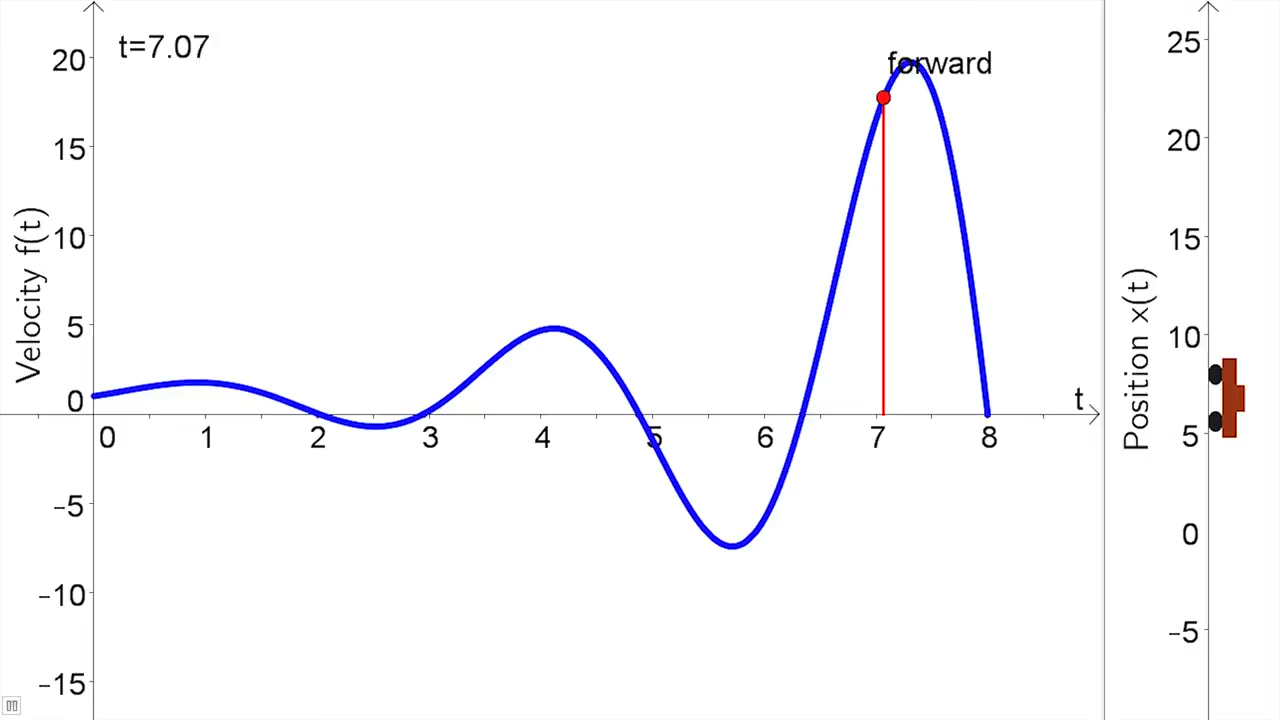 t=7.07
forward
20
15
10
5
0
−5
−10
−15
Velocity f(t)
0 1 2 3 4 5 6 7 8
t
25
20
15
10
5
0
−5
Position x(t)